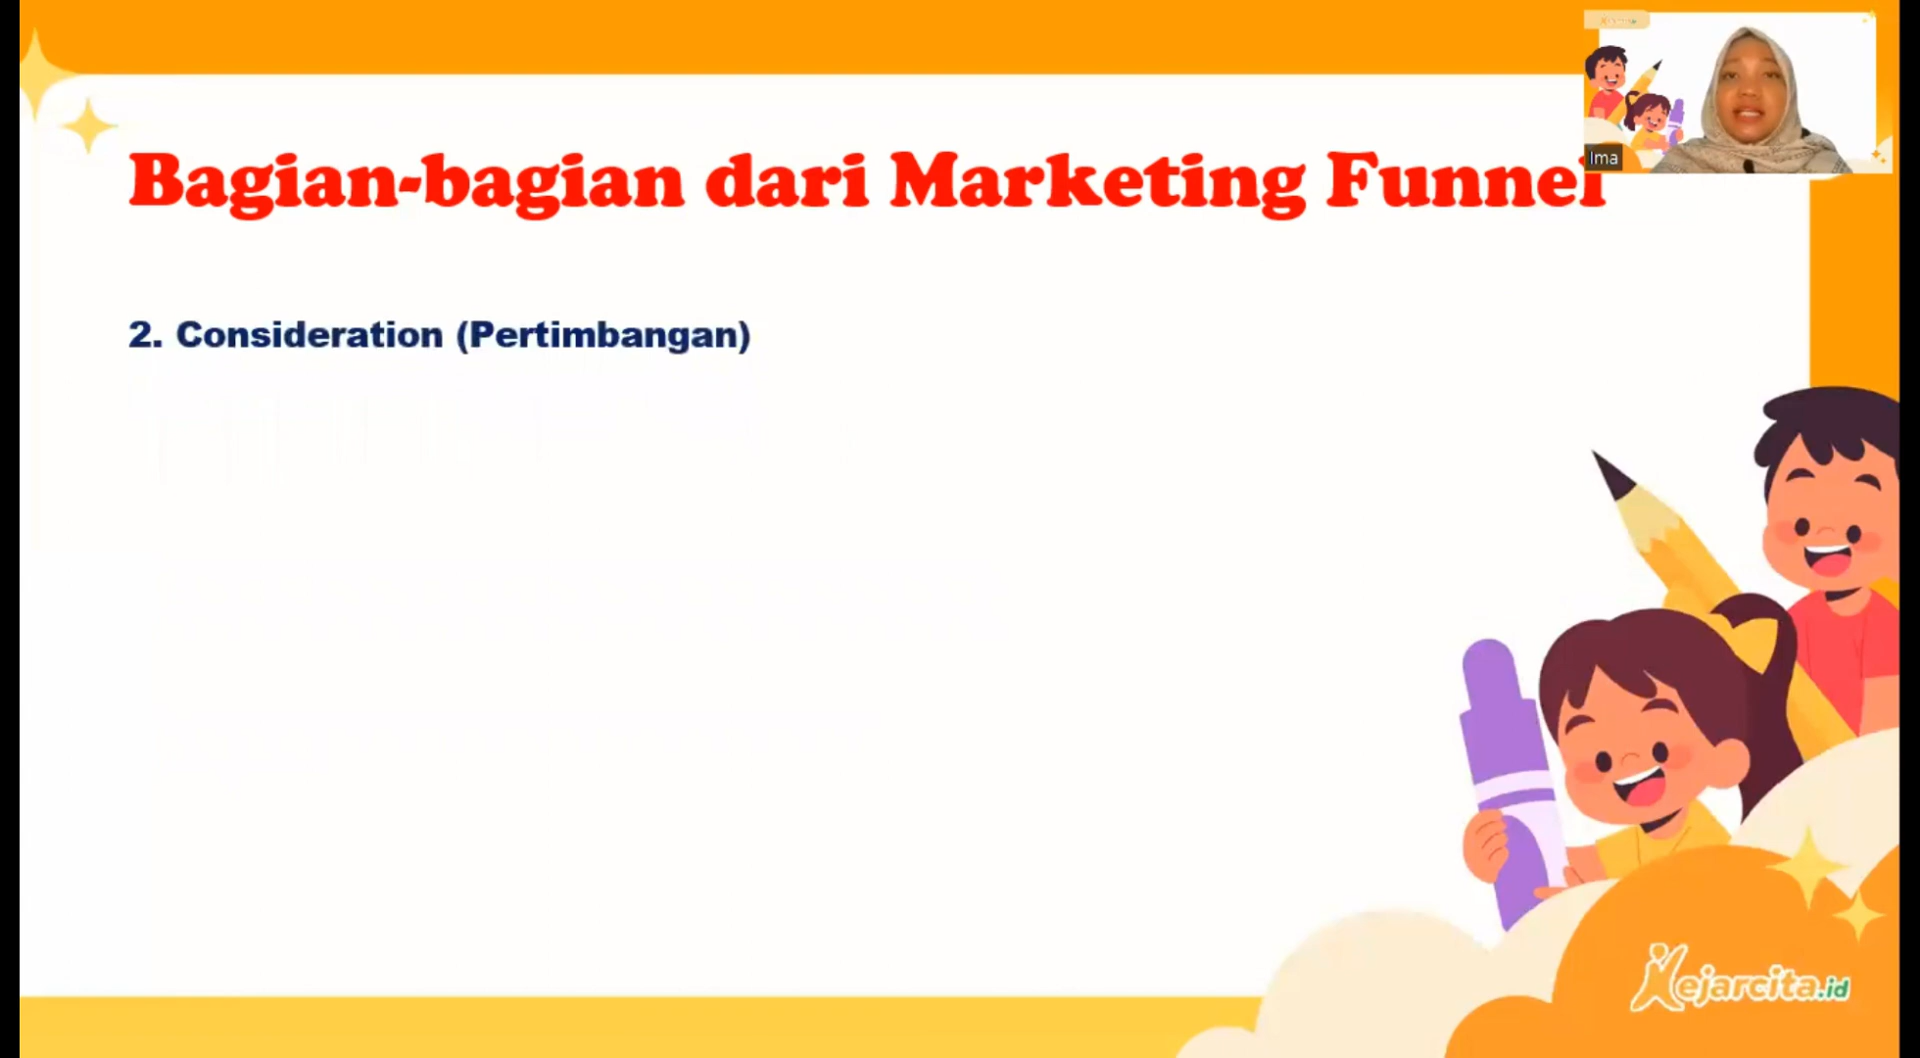 Bagian-bagian dari Marketing Funnel
Ima
2. Consideration (Pertimbangan)
Kejarcita.id